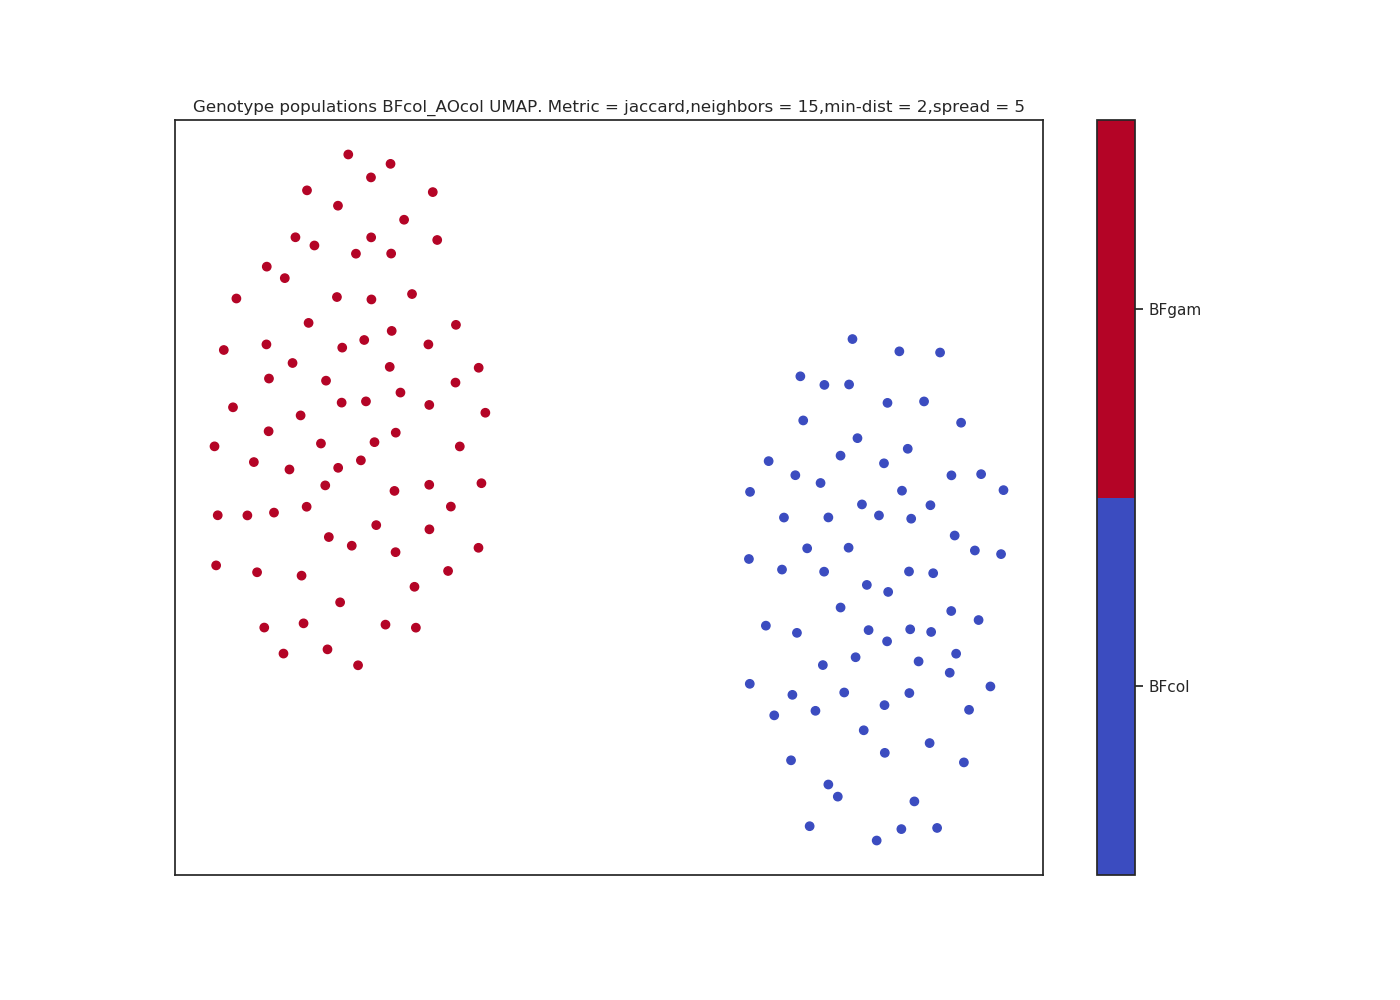 Genotype populations BFcol_AOcol UMAP. Metric = jaccard,neighbors = 15,min-dist = 2,spread = 5
BFgam
BFcol